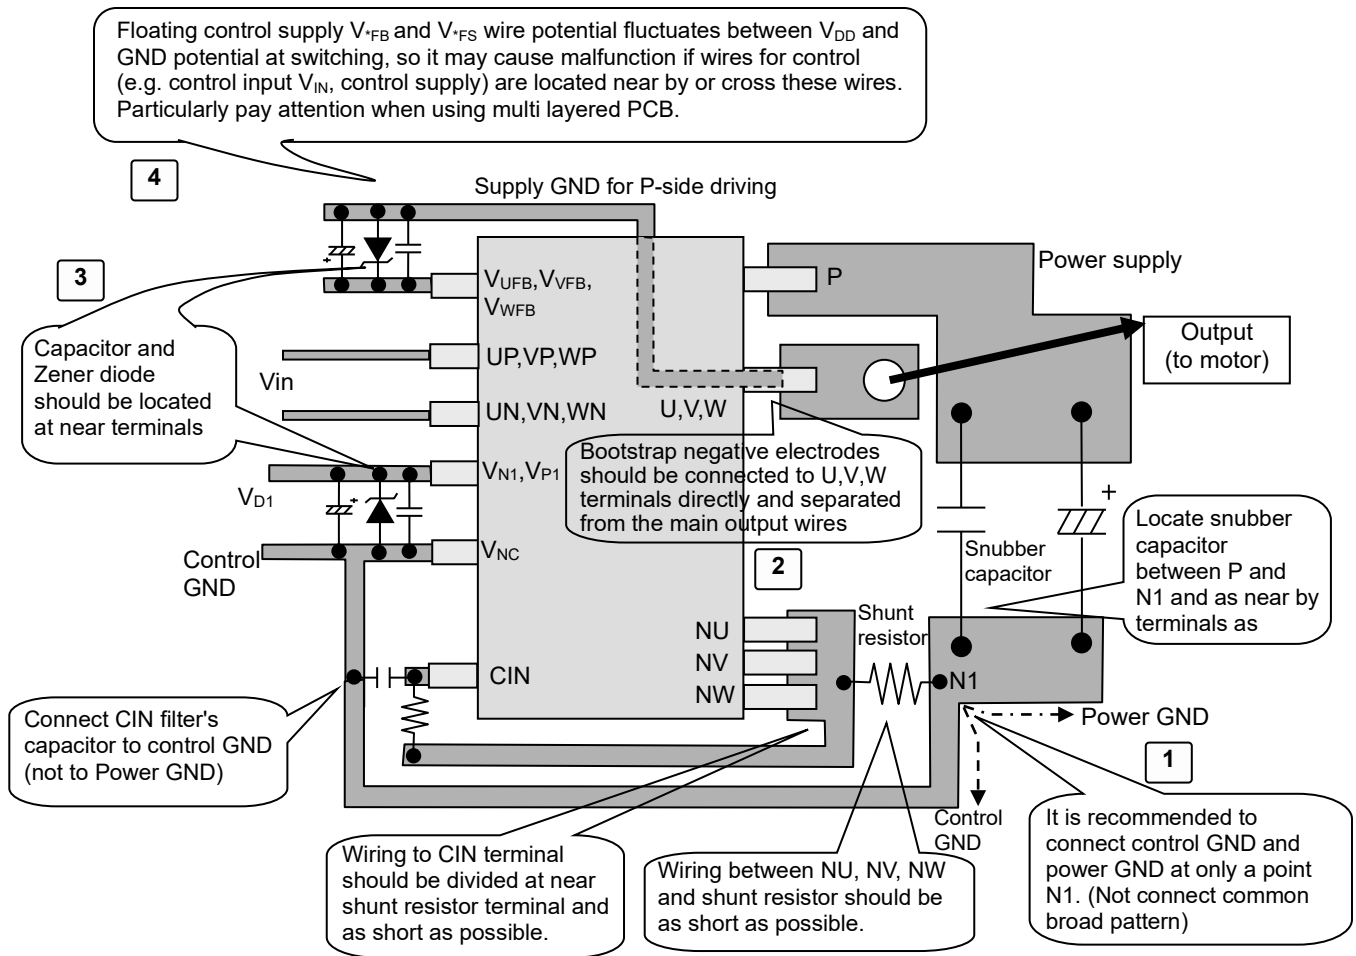 Floating control supply V*FB and V*FS wire potential fluctuates between VDD and
GND potential at switching, so it may cause malfunction if wires for control
(e.g. control input VIN, control supply) are located near by or cross these wires.
Particularly pay attention when using multi layered PCB.
4
Supply GND for P-side driving
3
+
VUFB,VVFB,
VWFB
P
Power supply
Output
(to motor)
Capacitor and
Zener diode
should be located
at near terminals
Vin
UP,VP,WP
UN,VN,WN
U,V,W
Bootstrap negative electrodes
should be connected to U,V,W
terminals directly and separated
from the main output wires
VN1,VP1
VD1
+
Control
GND
VNC
2
Snubber
capacitor
+
Locate snubber
capacitor
between P and
N1 and as near by
terminals as
NU
NV
NW
Shunt
resistor
N1
CIN
Connect CIN filter's
capacitor to control GND
(not to Power GND)
Power GND
1
Control
GND
Wiring to CIN terminal
should be divided at near
shunt resistor terminal and
as short as possible.
Wiring between NU, NV, NW
and shunt resistor should be
as short as possible.
It is recommended to
connect control GND and
power GND at only a point
N1. (Not connect common
broad pattern)